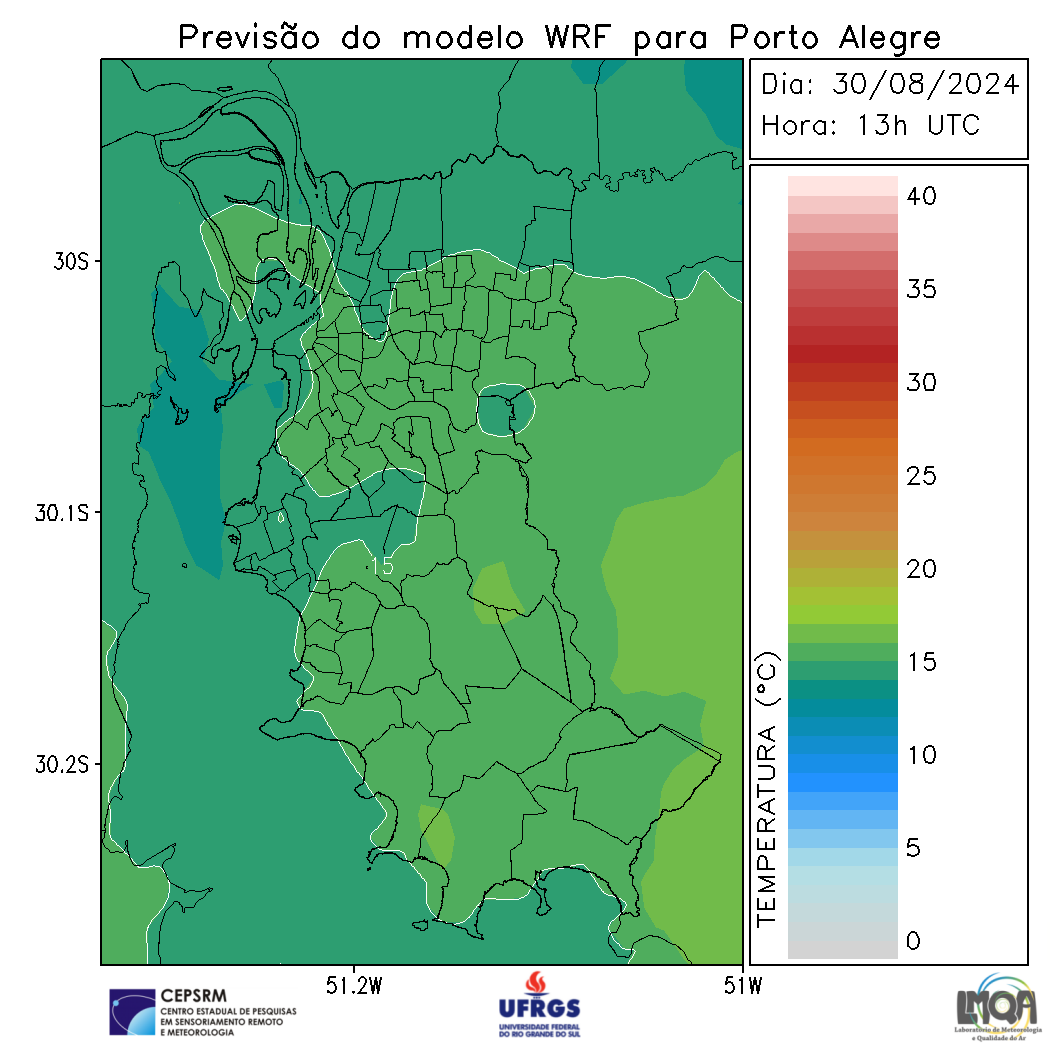 Previsão do modelo WRF para Porto Alegre
Dia: 30/08/2024
Hora: 13h UTC
30S
30.1S
30.2S
51.2W
51W
15
TEMPERATURA (°C)
40
35
30
25
20
15
10
5
0
CEPSRM
CENTRO ESTADUAL DE PESQUISAS
EM SENSORIAMENTO REMOTO
E METEOROLOGIA
UFRGS
UNIVERSIDADE FEDERAL
DO RIO GRANDE DO SUL
LMQA
Laboratório de Meteorologia
e Qualidade do Ar